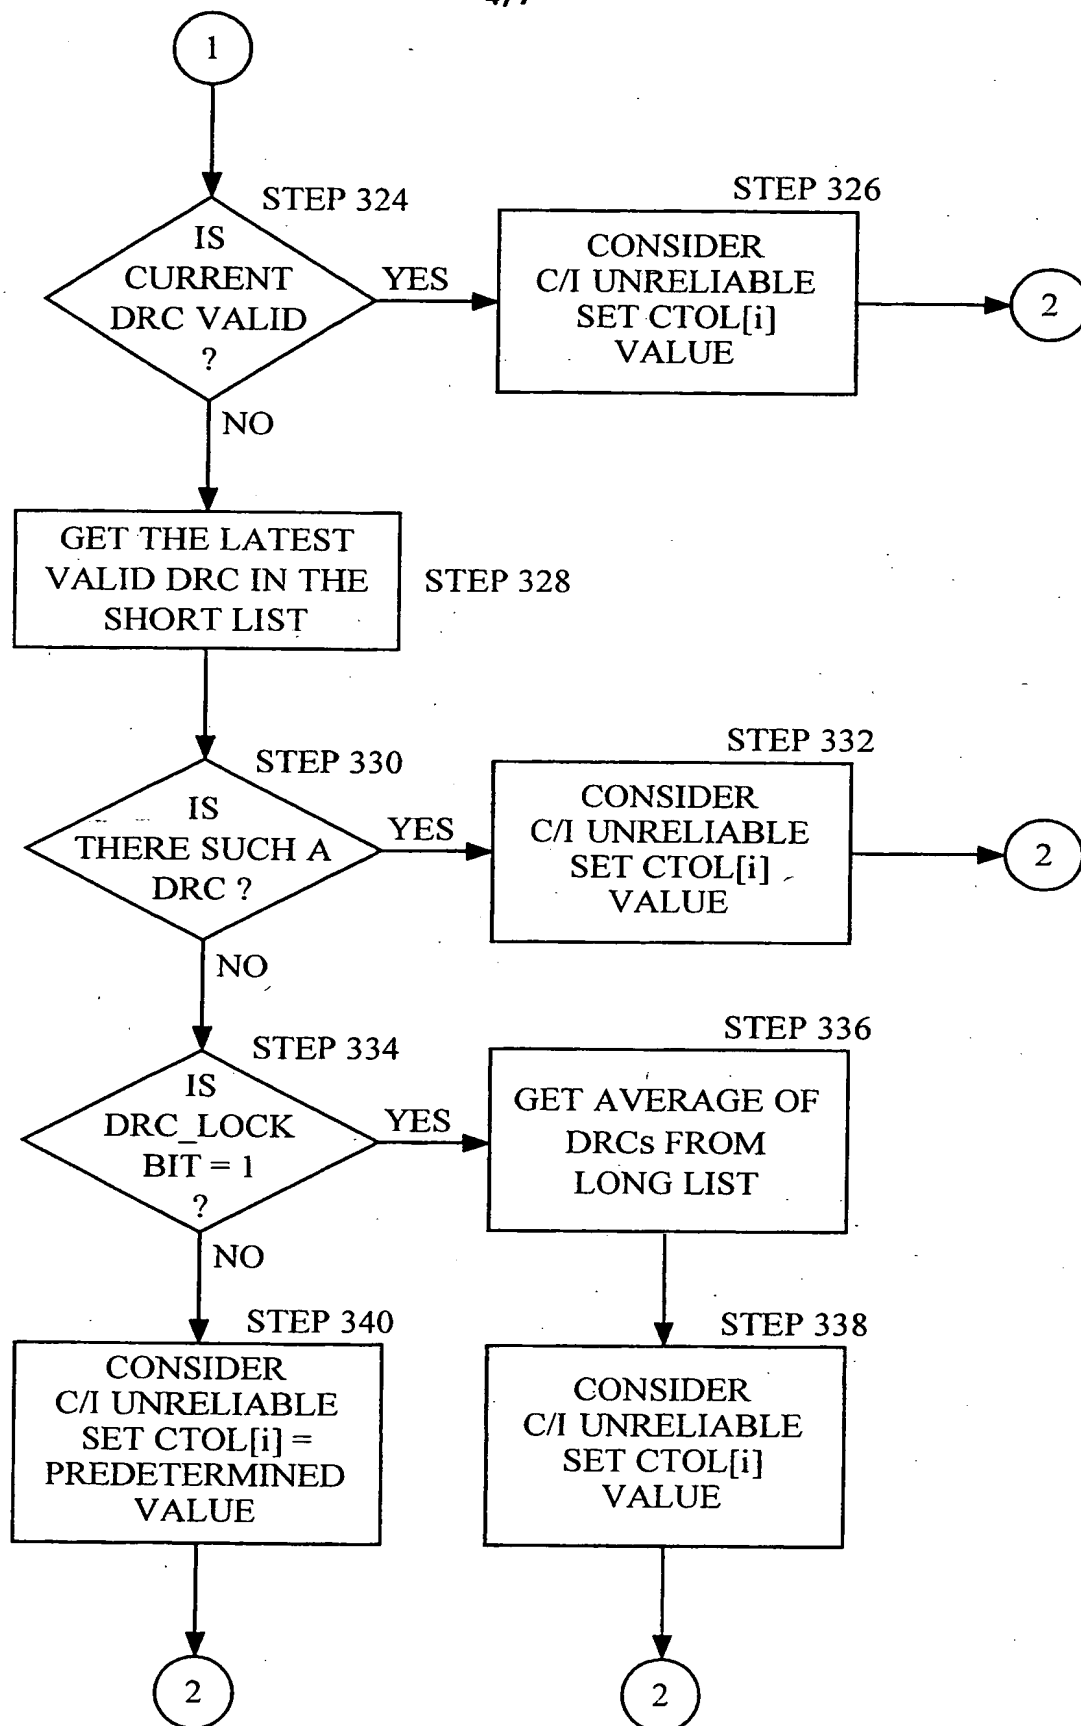 1
STEP 324
IS
CURRENT
DRC VALID
?
YES
STEP 326
CONSIDER
C/I UNRELIABLE
SET CTOL[i]
VALUE
2
NO
GET THE LATEST
VALID DRC IN THE
SHORT LIST
STEP 328
STEP 330
IS
THERE SUCH A
DRC ?
YES
STEP 332
CONSIDER
C/I UNRELIABLE
SET CTOL[i]
VALUE
2
NO
STEP 334
IS
DRC_LOCK
BIT = 1
?
YES
STEP 336
GET AVERAGE OF
DRCs FROM
LONG LIST
NO
STEP 340
CONSIDER
C/I UNRELIABLE
SET CTOL[i] =
PREDETERMINED
VALUE
2
STEP 338
CONSIDER
C/I UNRELIABLE
SET CTOL[i]
VALUE
2